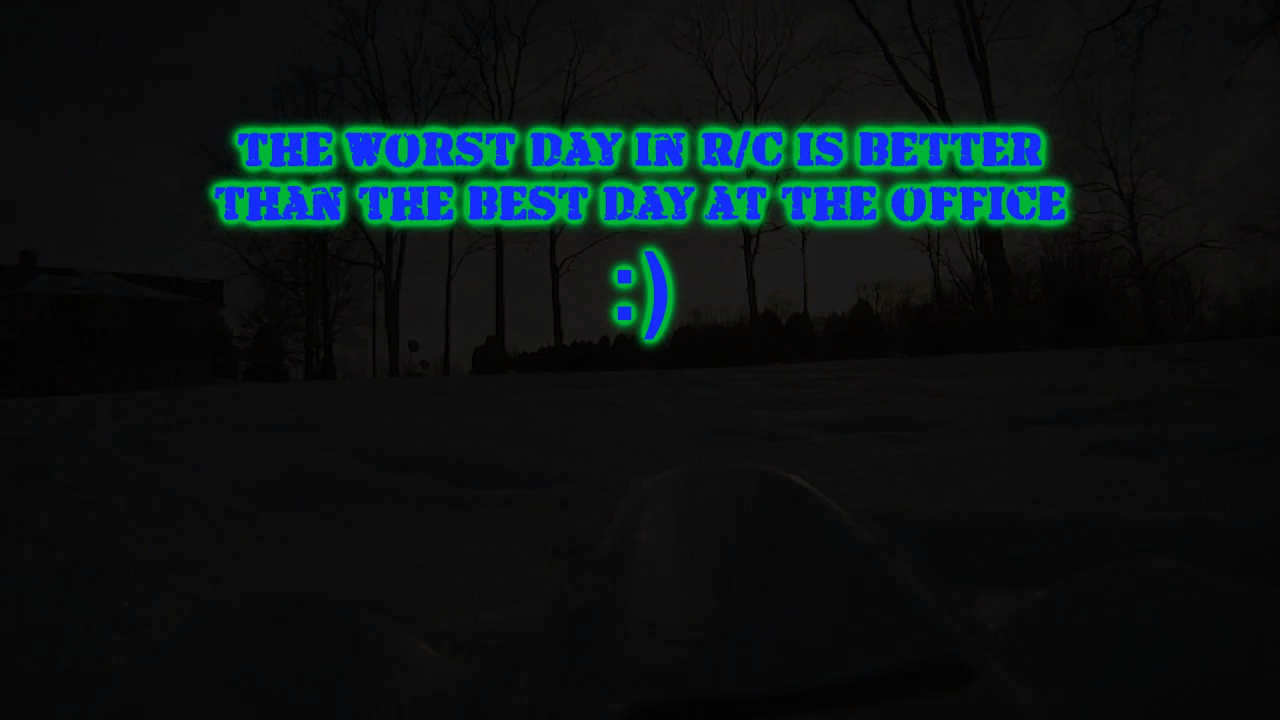 THE WORST DAY IN R/C IS BETTER
THAN THE BEST DAY AT THE OFFICE
:)